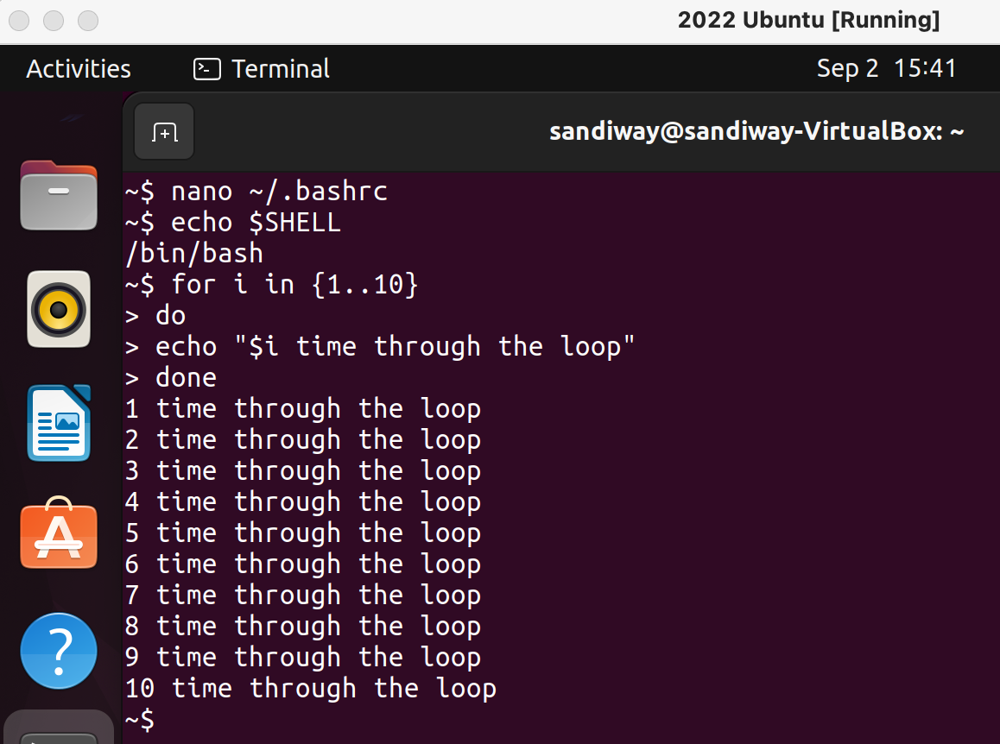 2022 Ubuntu [Running]
Activities Terminal Sep 2 15:41
sandiway@sandiway-VirtualBox: ~
~$ nano ~/.bashrc
~$ echo $SHELL
/bin/bash
~$ for i in {1..10}
> do
> echo "$i time through the loop"
> done
1 time through the loop
2 time through the loop
3 time through the loop
4 time through the loop
5 time through the loop
6 time through the loop
7 time through the loop
8 time through the loop
9 time through the loop
10 time through the loop
~$